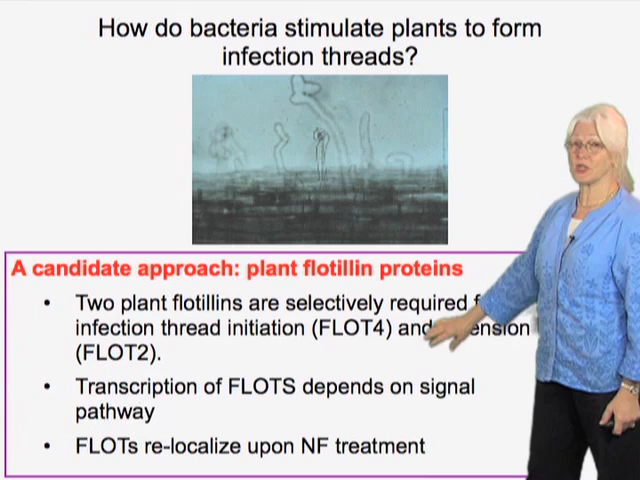 How do bacteria stimulate plants to form
infection threads?
A candidate approach: plant flotillin proteins
• Two plant flotillins are selectively required
infection thread initiation (FLOT4) and
(FLOT2).
• Transcription of FLOTS depends on signal
pathway
• FLOTs re-localize upon NF treatment